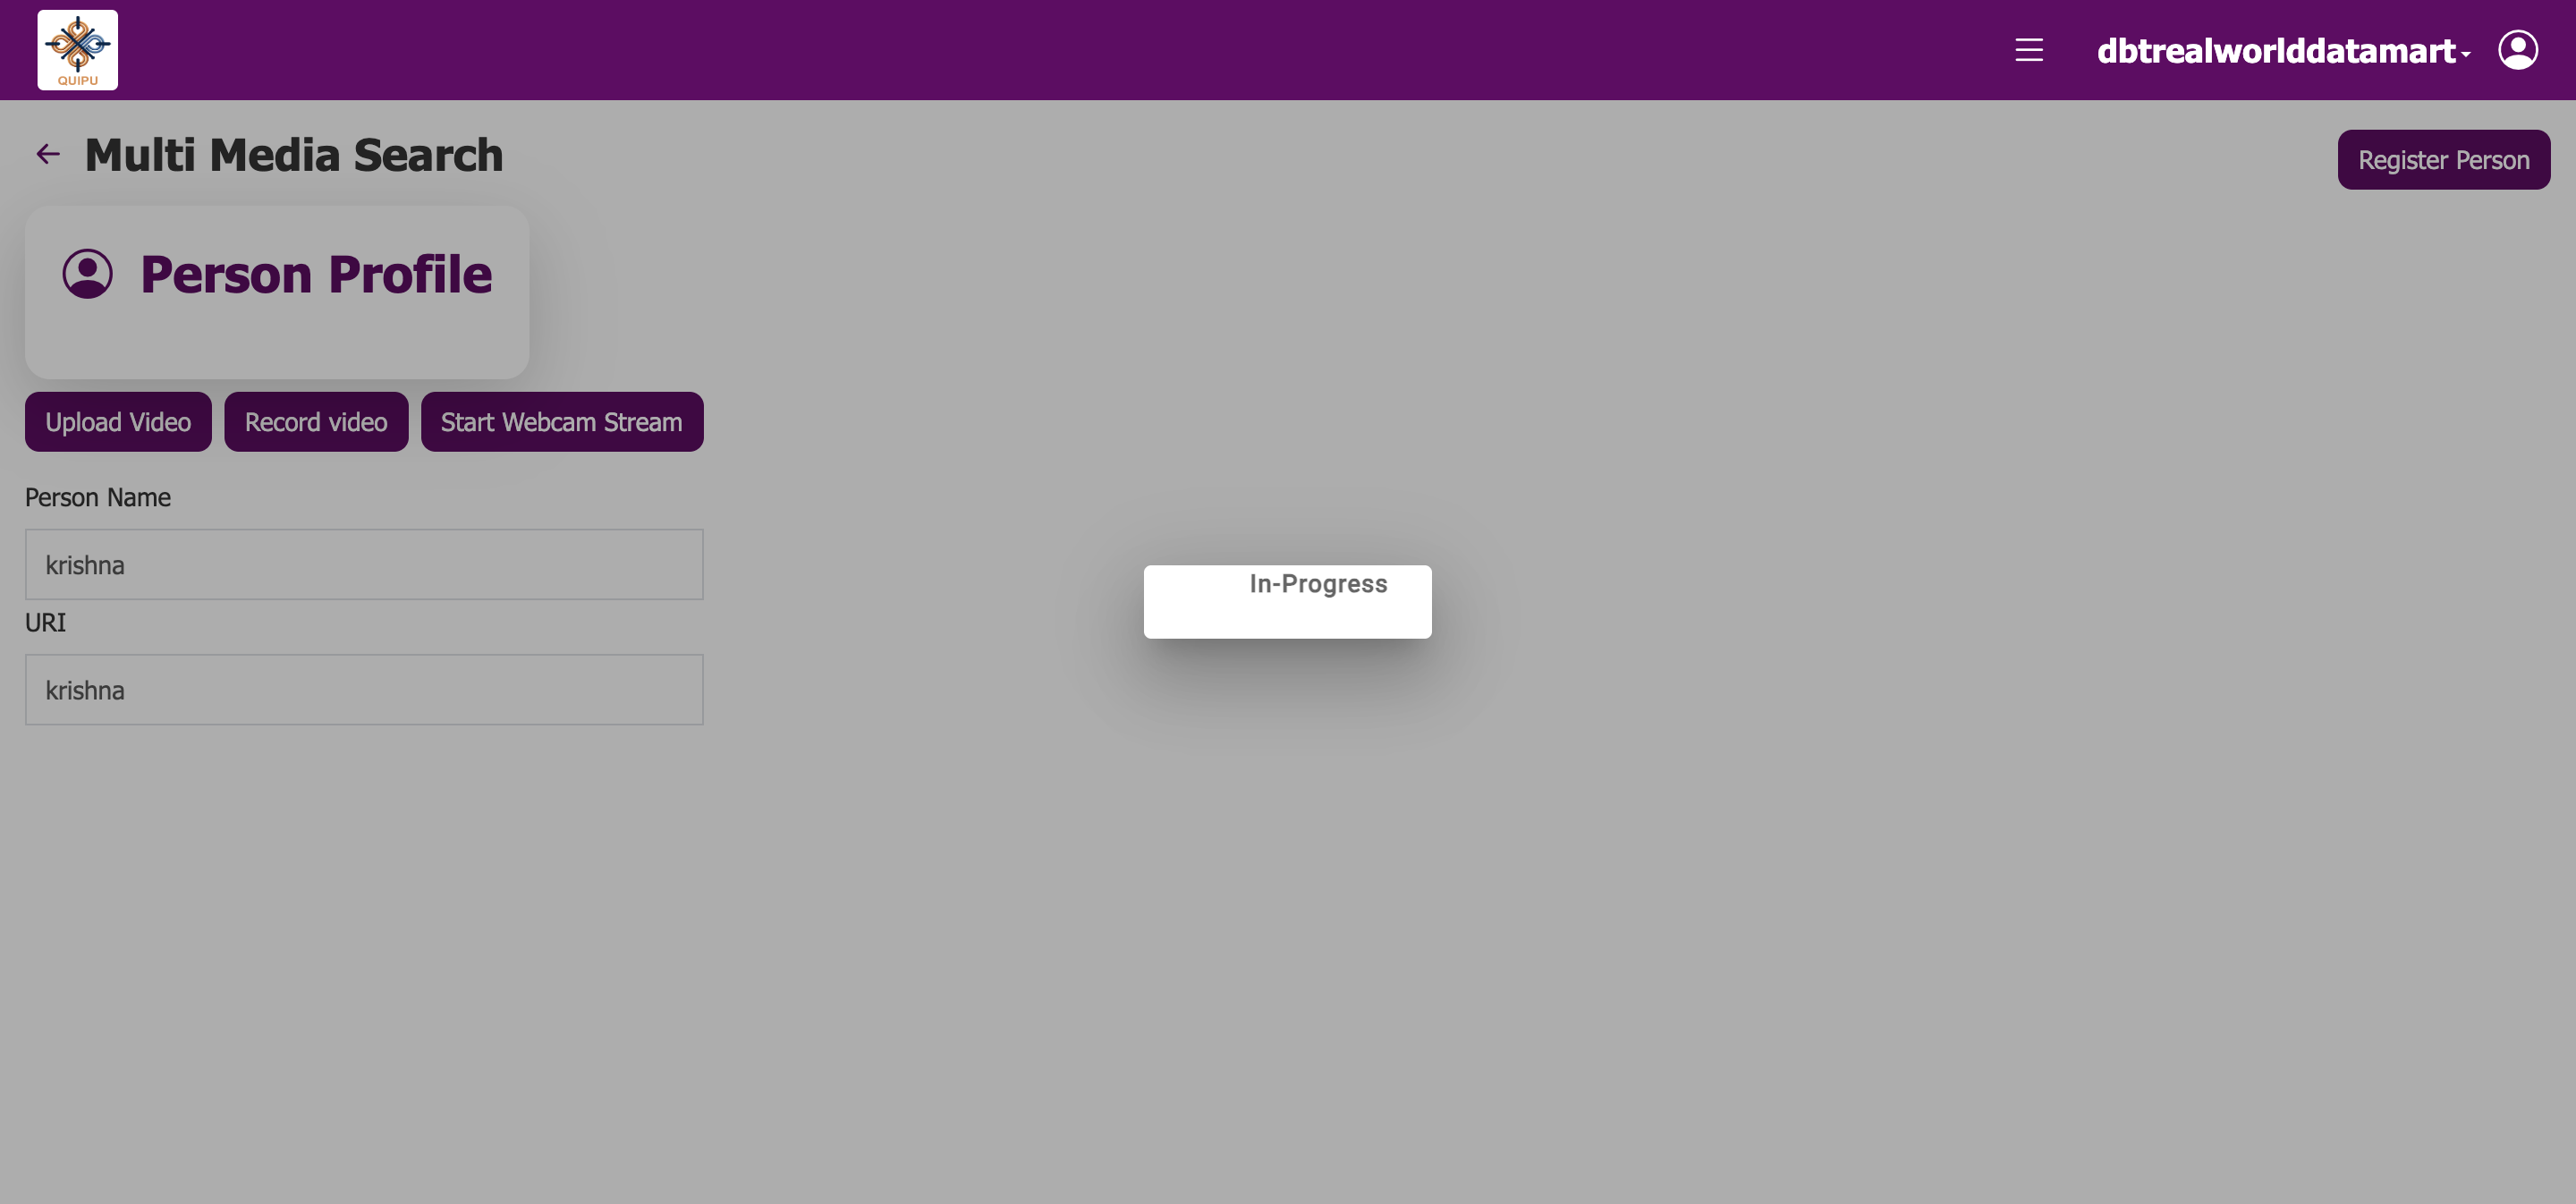 QUIPU
dbtrealworlddatamart
Multi Media Search
Register Person
Person Profile
Upload Video
Record video
Start Webcam Stream
Person Name
krishna
In-Progress
URI
krishna